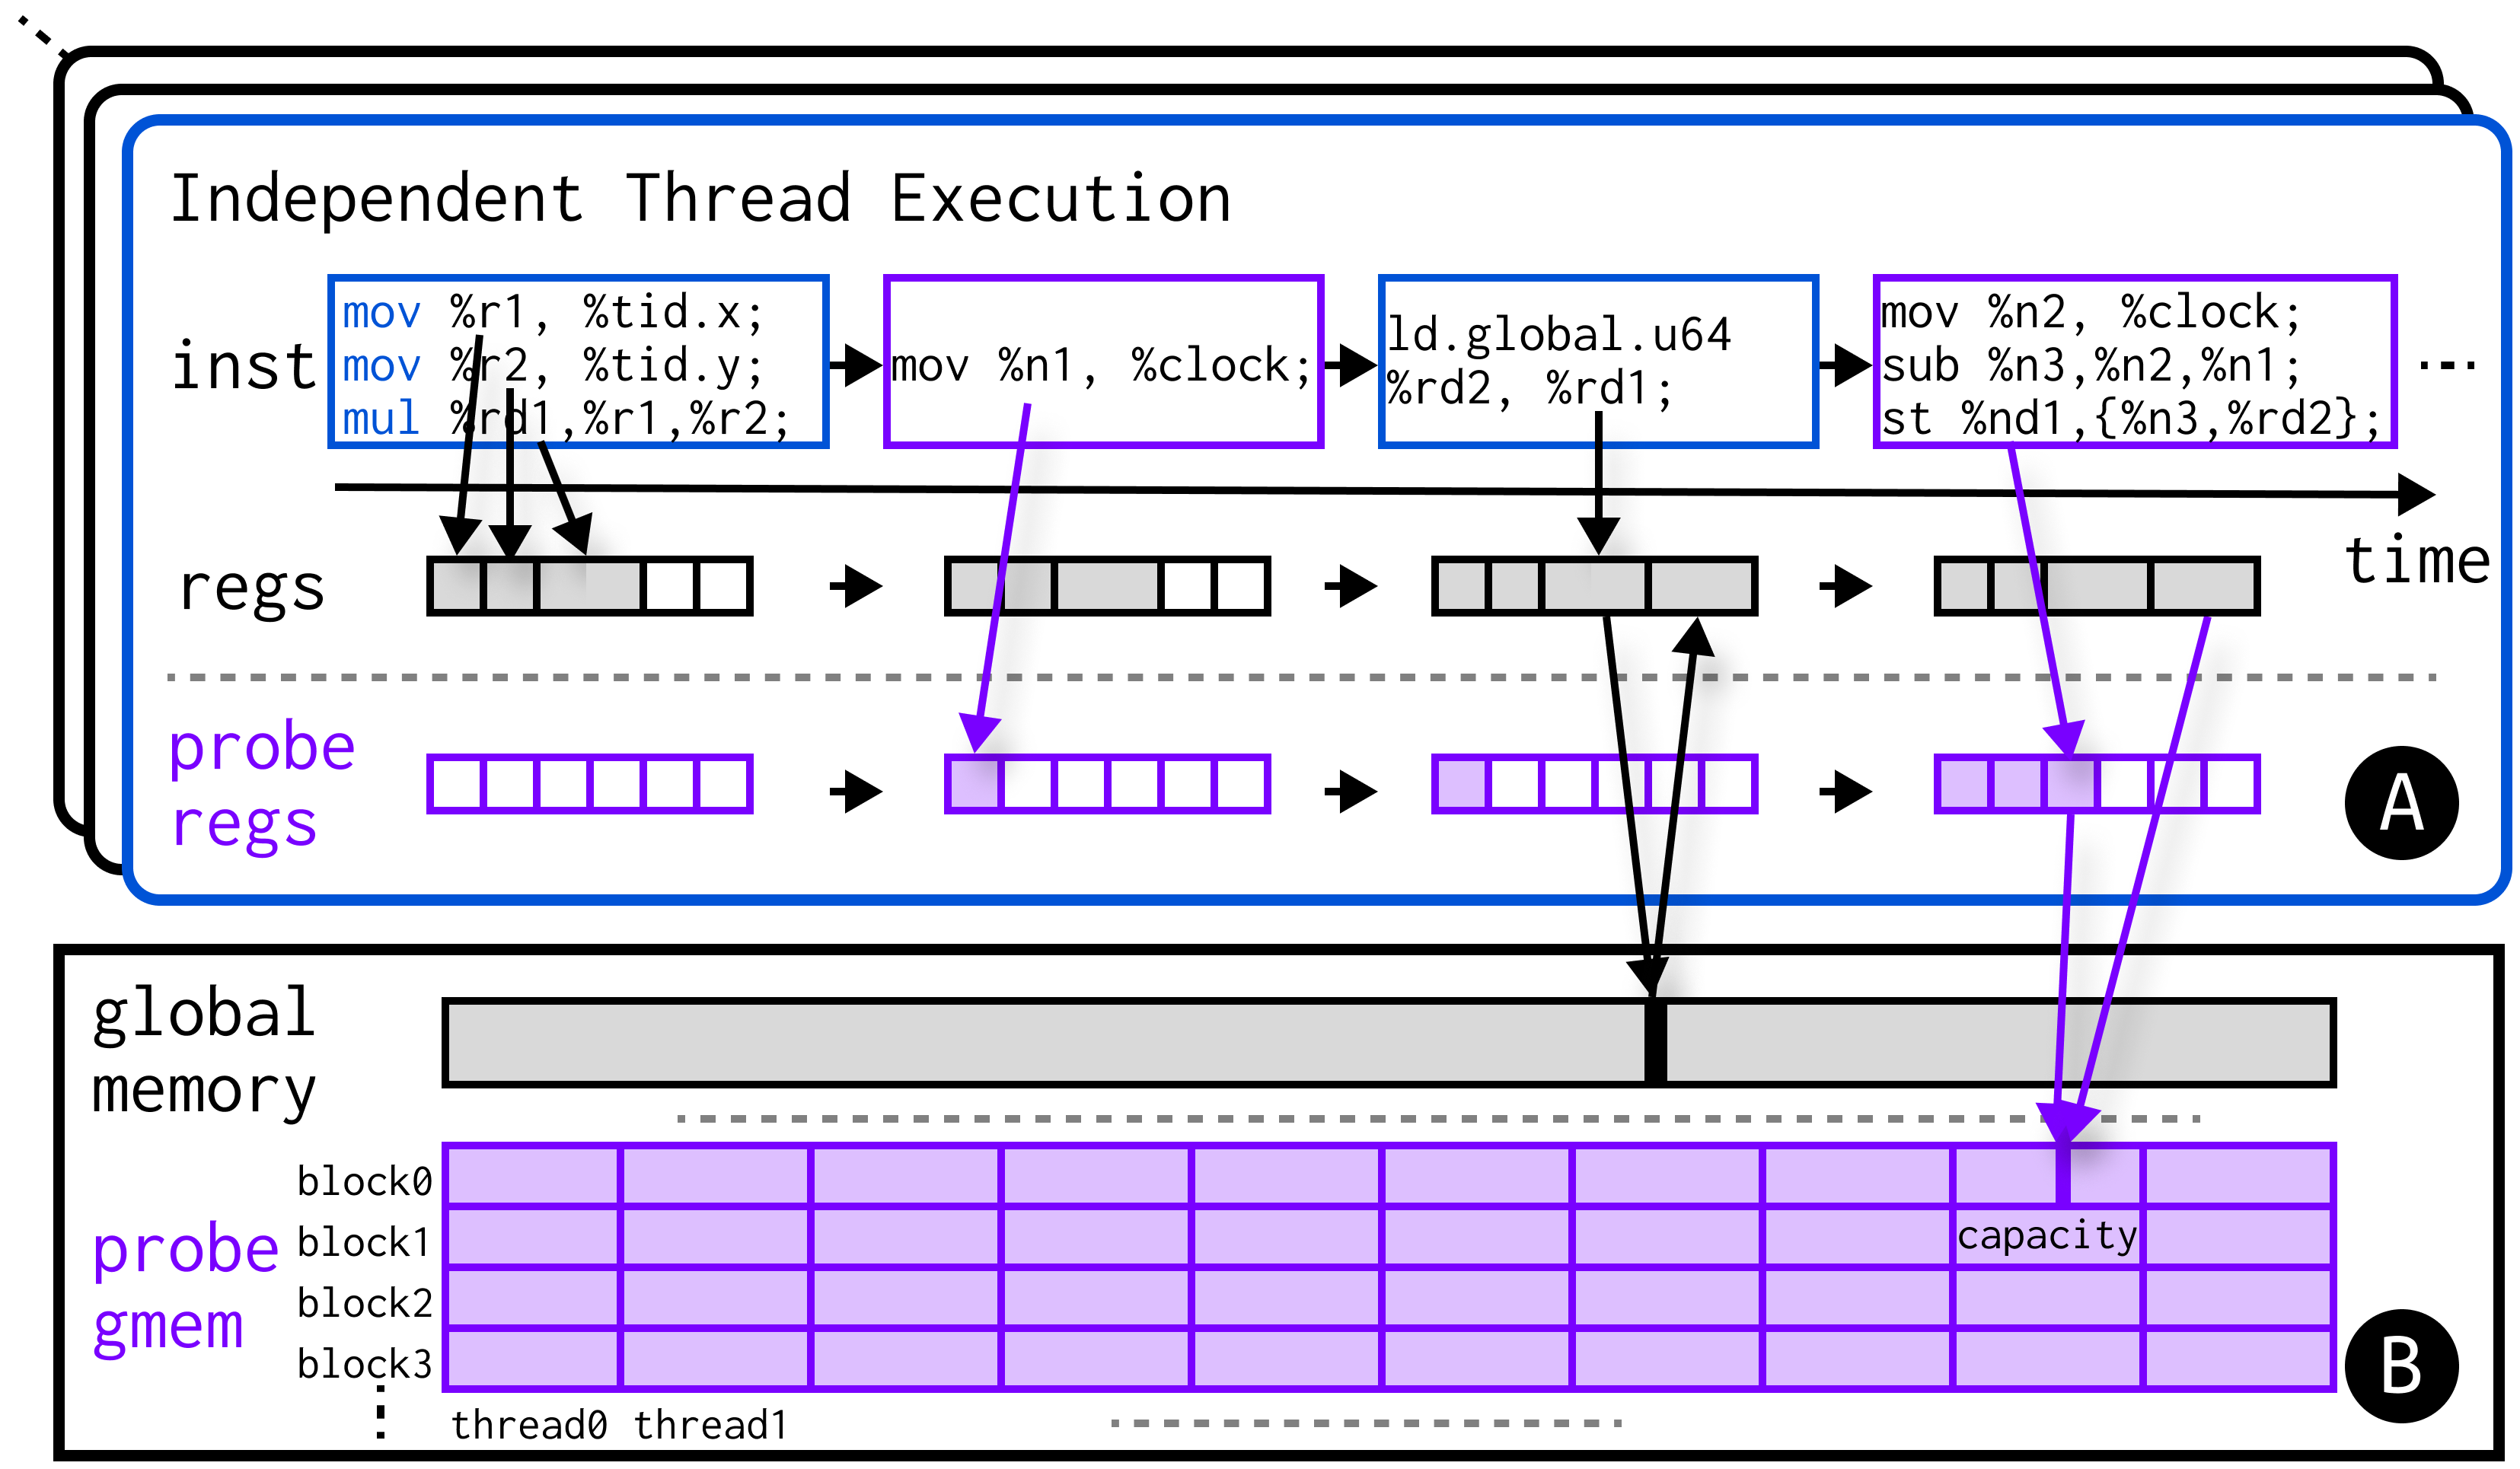 Independent Thread Execution
inst
mov %r1, %tid.x;
mov %r2, %tid.y;
mul %rd1,%r1,%r2;
mov %n1, %clock;
ld.global.u64
%rd2, %rd1;
mov %n2, %clock;
sub %n3,%n2,%n1;
st %nd1,{%n3,%rd2};
...
time
regs
probe
regs
A
global
memory
probe
gmem
block0
block1
capacity
block2
block3
thread0 thread1
B